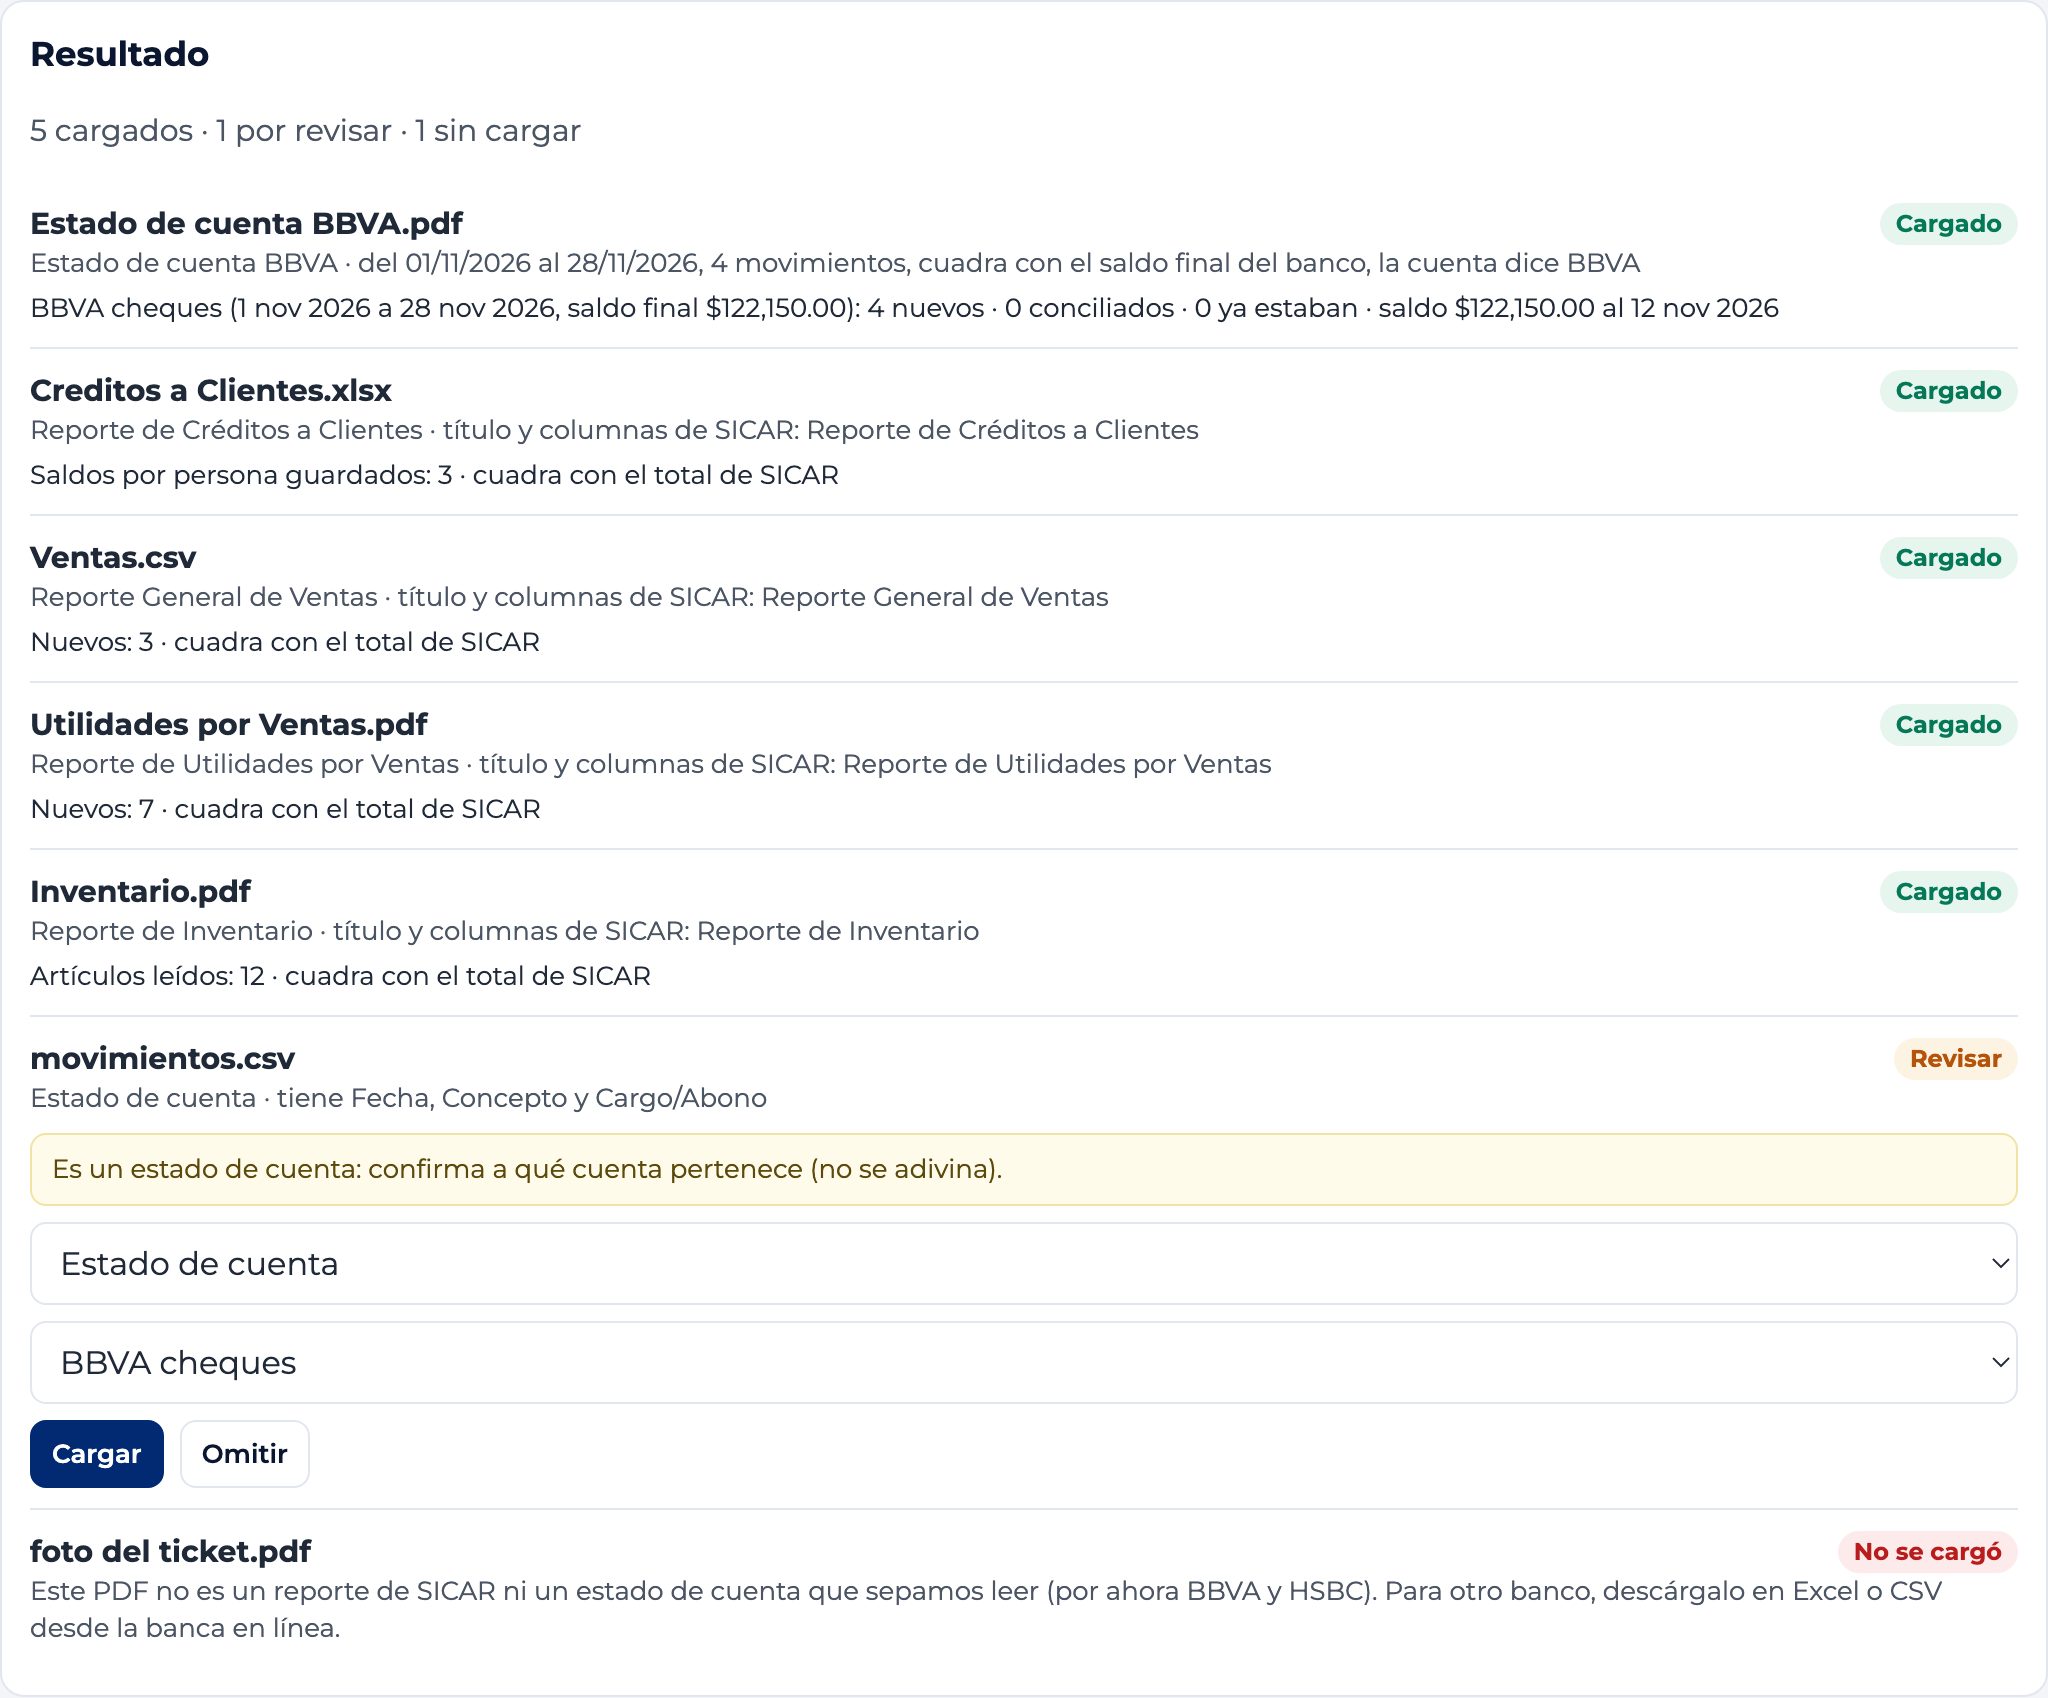 Resultado
5 cargados · 1 por revisar · 1 sin cargar
Estado de cuenta BBVA.pdf
Cargado
Estado de cuenta BBVA · del 01/11/2026 al 28/11/2026, 4 movimientos, cuadra con el saldo final del banco, la cuenta dice BBVA
BBVA cheques (1 nov 2026 a 28 nov 2026, saldo final $122,150.00): 4 nuevos · 0 conciliados · 0 ya estaban · saldo $122,150.00 al 12 nov 2026
Creditos a Clientes.xlsx
Cargado
Reporte de Créditos a Clientes · título y columnas de SICAR: Reporte de Créditos a Clientes
Saldos por persona guardados: 3 · cuadra con el total de SICAR
Ventas.csv
Cargado
Reporte General de Ventas · título y columnas de SICAR: Reporte General de Ventas
Nuevos: 3 · cuadra con el total de SICAR
Utilidades por Ventas.pdf
Cargado
Reporte de Utilidades por Ventas · título y columnas de SICAR: Reporte de Utilidades por Ventas
Nuevos: 7 · cuadra con el total de SICAR
Inventario.pdf
Cargado
Reporte de Inventario · título y columnas de SICAR: Reporte de Inventario
Artículos leídos: 12 · cuadra con el total de SICAR
movimientos.csv
Revisar
Estado de cuenta · tiene Fecha, Concepto y Cargo/Abono
Es un estado de cuenta: confirma a qué cuenta pertenece (no se adivina).
Estado de cuenta
BBVA cheques
Cargar
Omitir
foto del ticket.pdf
No se cargó
Este PDF no es un reporte de SICAR ni un estado de cuenta que sepamos leer (por ahora BBVA y HSBC). Para otro banco, descárgalo en Excel o CSV
desde la banca en línea.